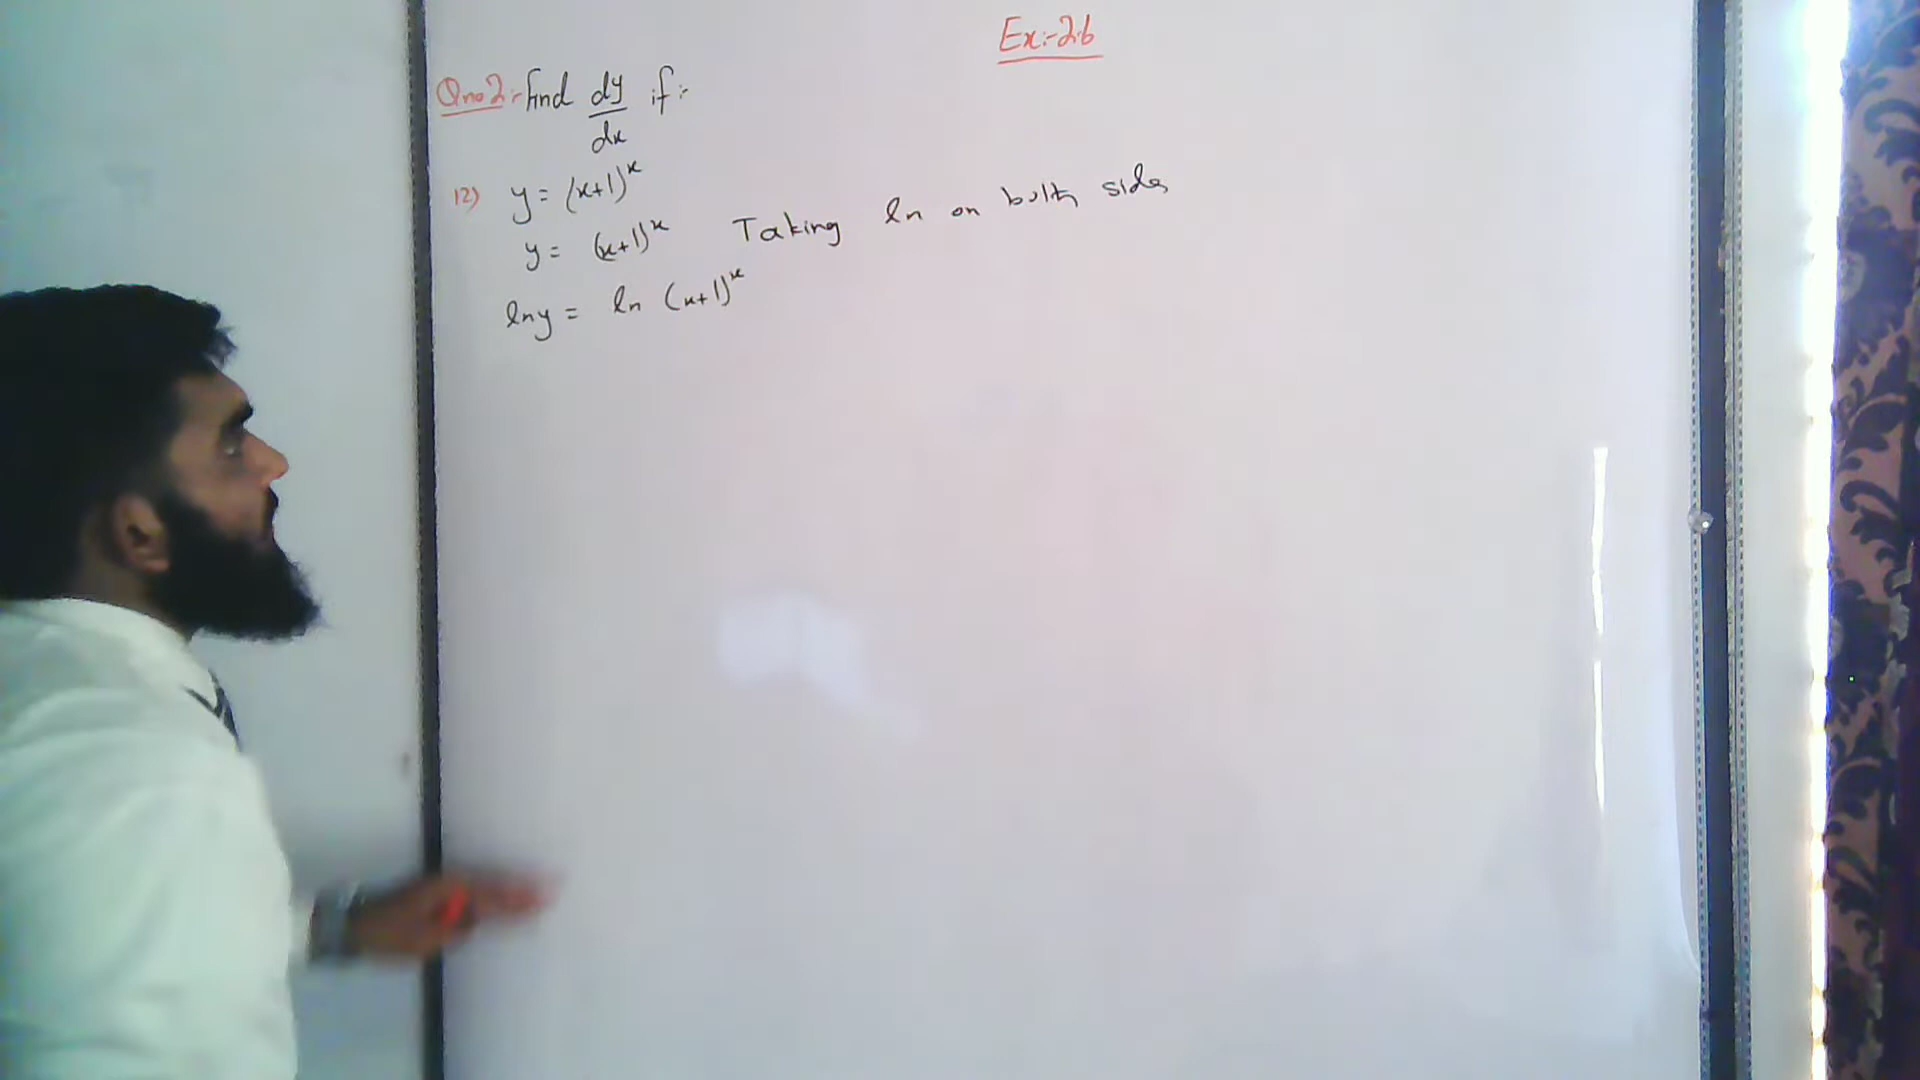 Ex:-2.6
Qno2:- find dy/dx if:-
12) y = (x+1)^x
y = (x+1)^x Taking ln on both sides
lny = ln (x+1)^x